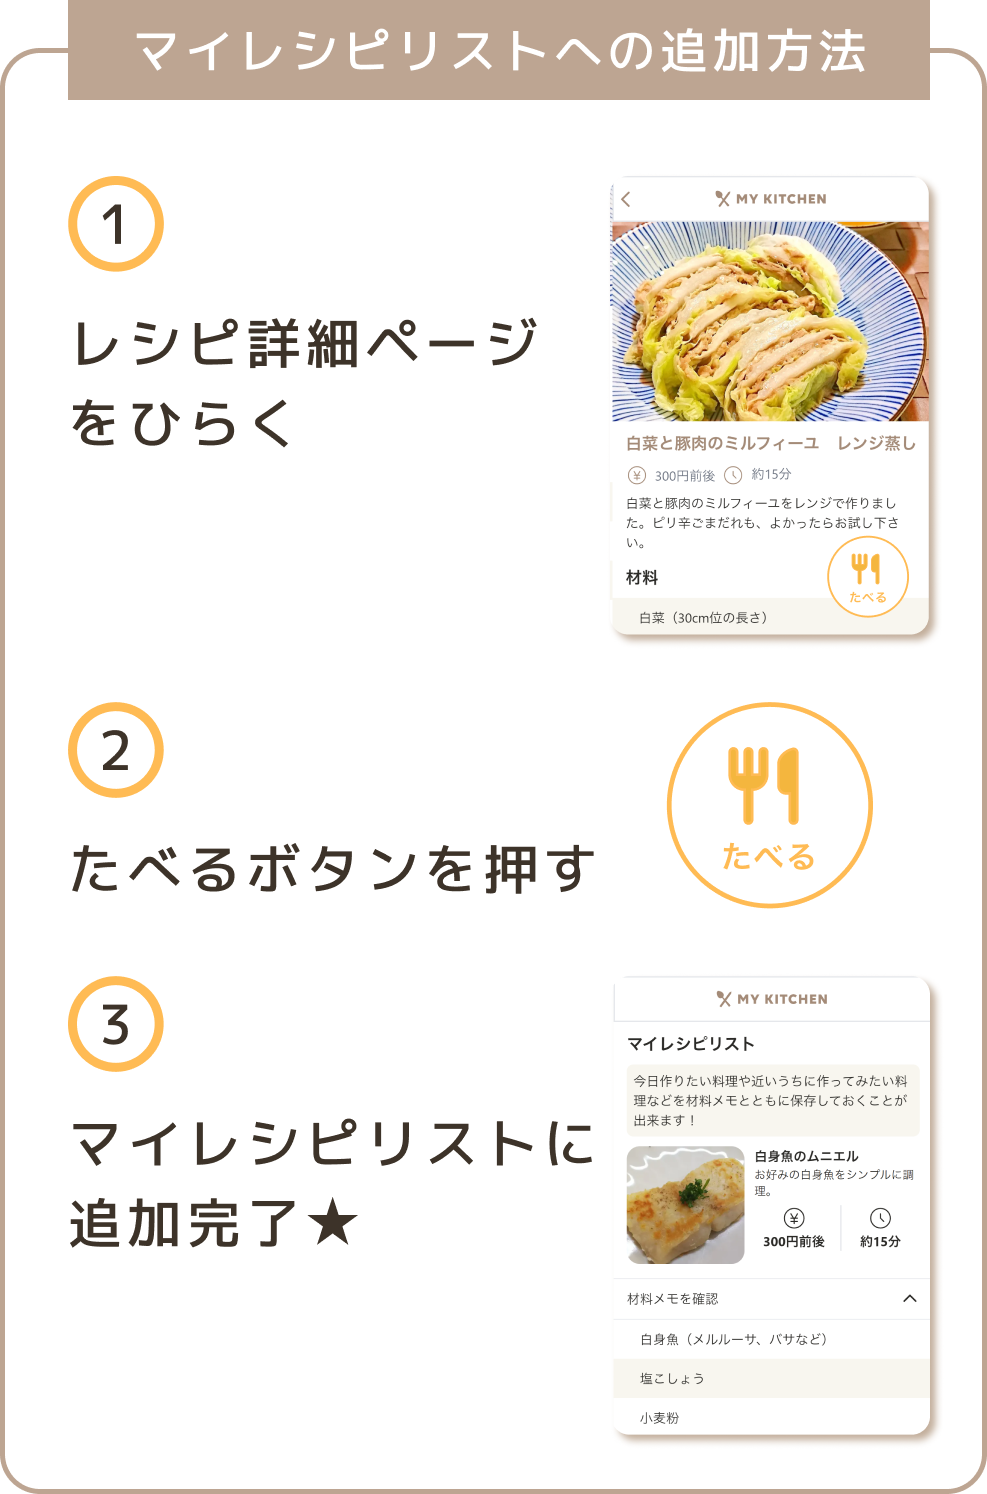 マイレシピリストへの追加方法
1
レシピ詳細ページ
をひらく
MY KITCHEN
白菜と豚肉のミルフィーユ　レンジ蒸し
300円前後 約15分
白菜と豚肉のミルフィーユをレンジで作りまし
た。ピリ辛ごまだれも、よかったらお試し下さ
い。
材料
たべる
白菜（30cm位の長さ）
2
たべるボタンを押す
たべる
3
マイレシピリストに
追加完了★
MY KITCHEN
マイレシピリスト
今日作りたい料理や近いうちに作ってみたい料
理などを材料メモとともに保存しておくことが
出来ます！
白身魚のムニエル
お好みの白身魚をシンプルに調
理。
300円前後 約15分
材料メモを確認
白身魚（メルルーサ、バサなど）
塩こしょう
小麦粉